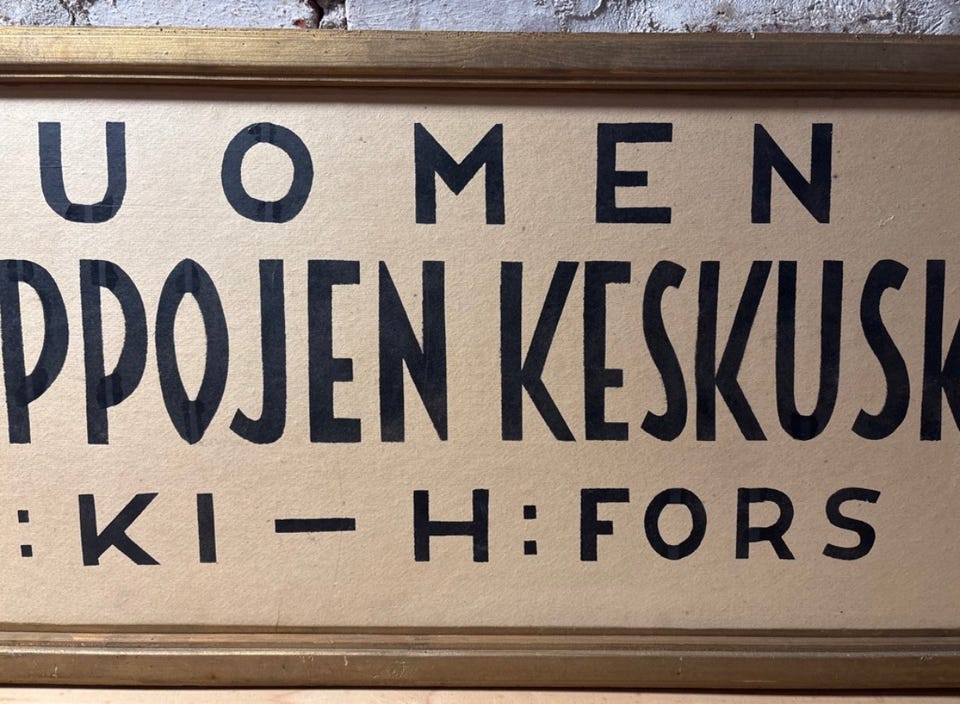 UOMEN
PPOJEN KESKUSK
:KI — H:FORS